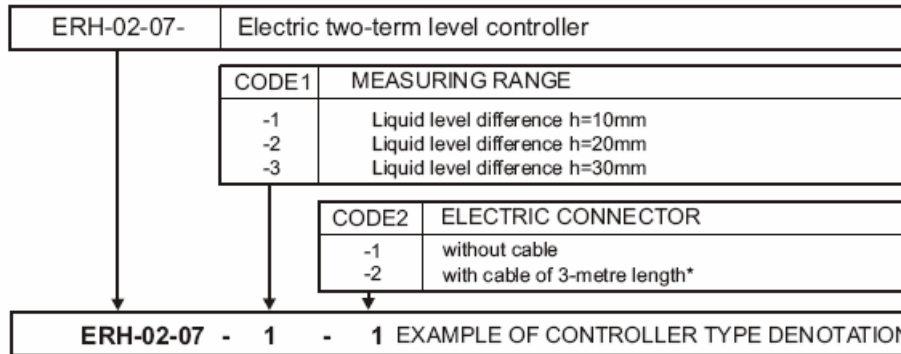 ERH-02-07- Electric two-term level controller
CODE1 MEASURING RANGE
-1 Liquid level difference h=10mm
-2 Liquid level difference h=20mm
-3 Liquid level difference h=30mm
CODE2 ELECTRIC CONNECTOR
-1 without cable
-2 with cable of 3-metre length*
ERH-02-07 - 1 - 1 EXAMPLE OF CONTROLLER TYPE DENOTATION